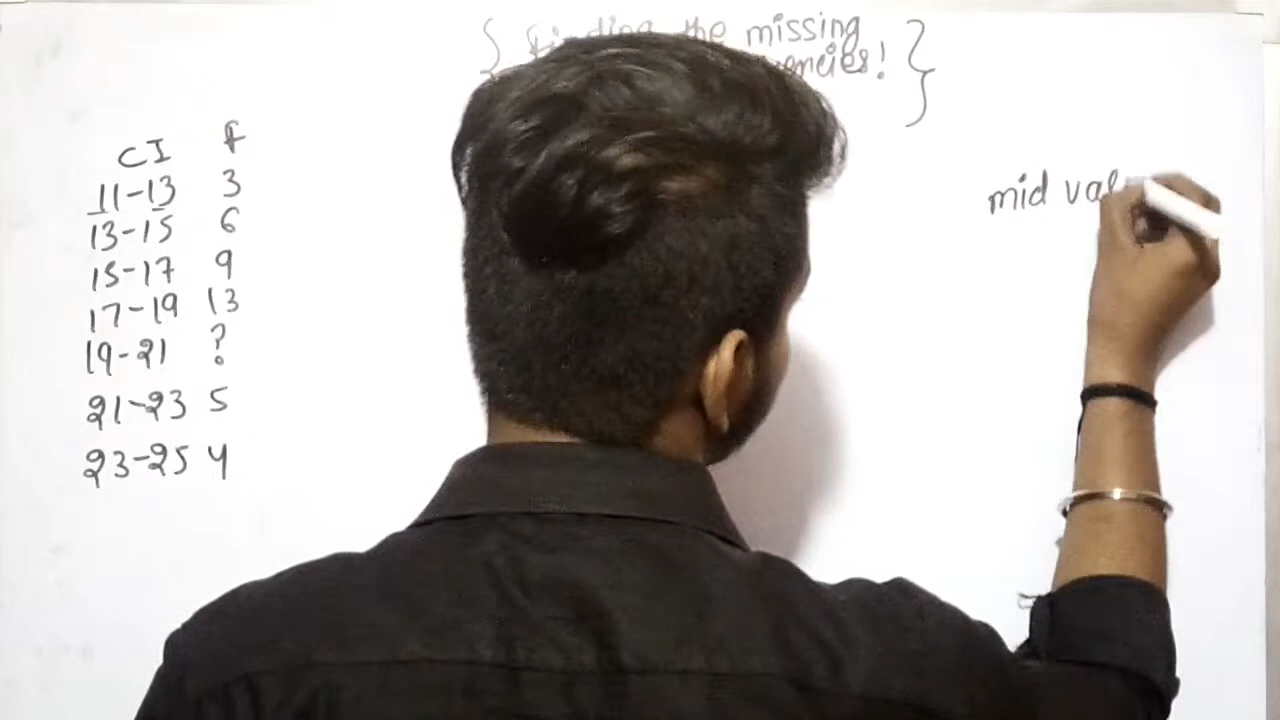 the missing
CI f
11-13 3
13-15 6
15-17 9
17-19 13
19-21 ?
21-23 5
23-25 4
mid